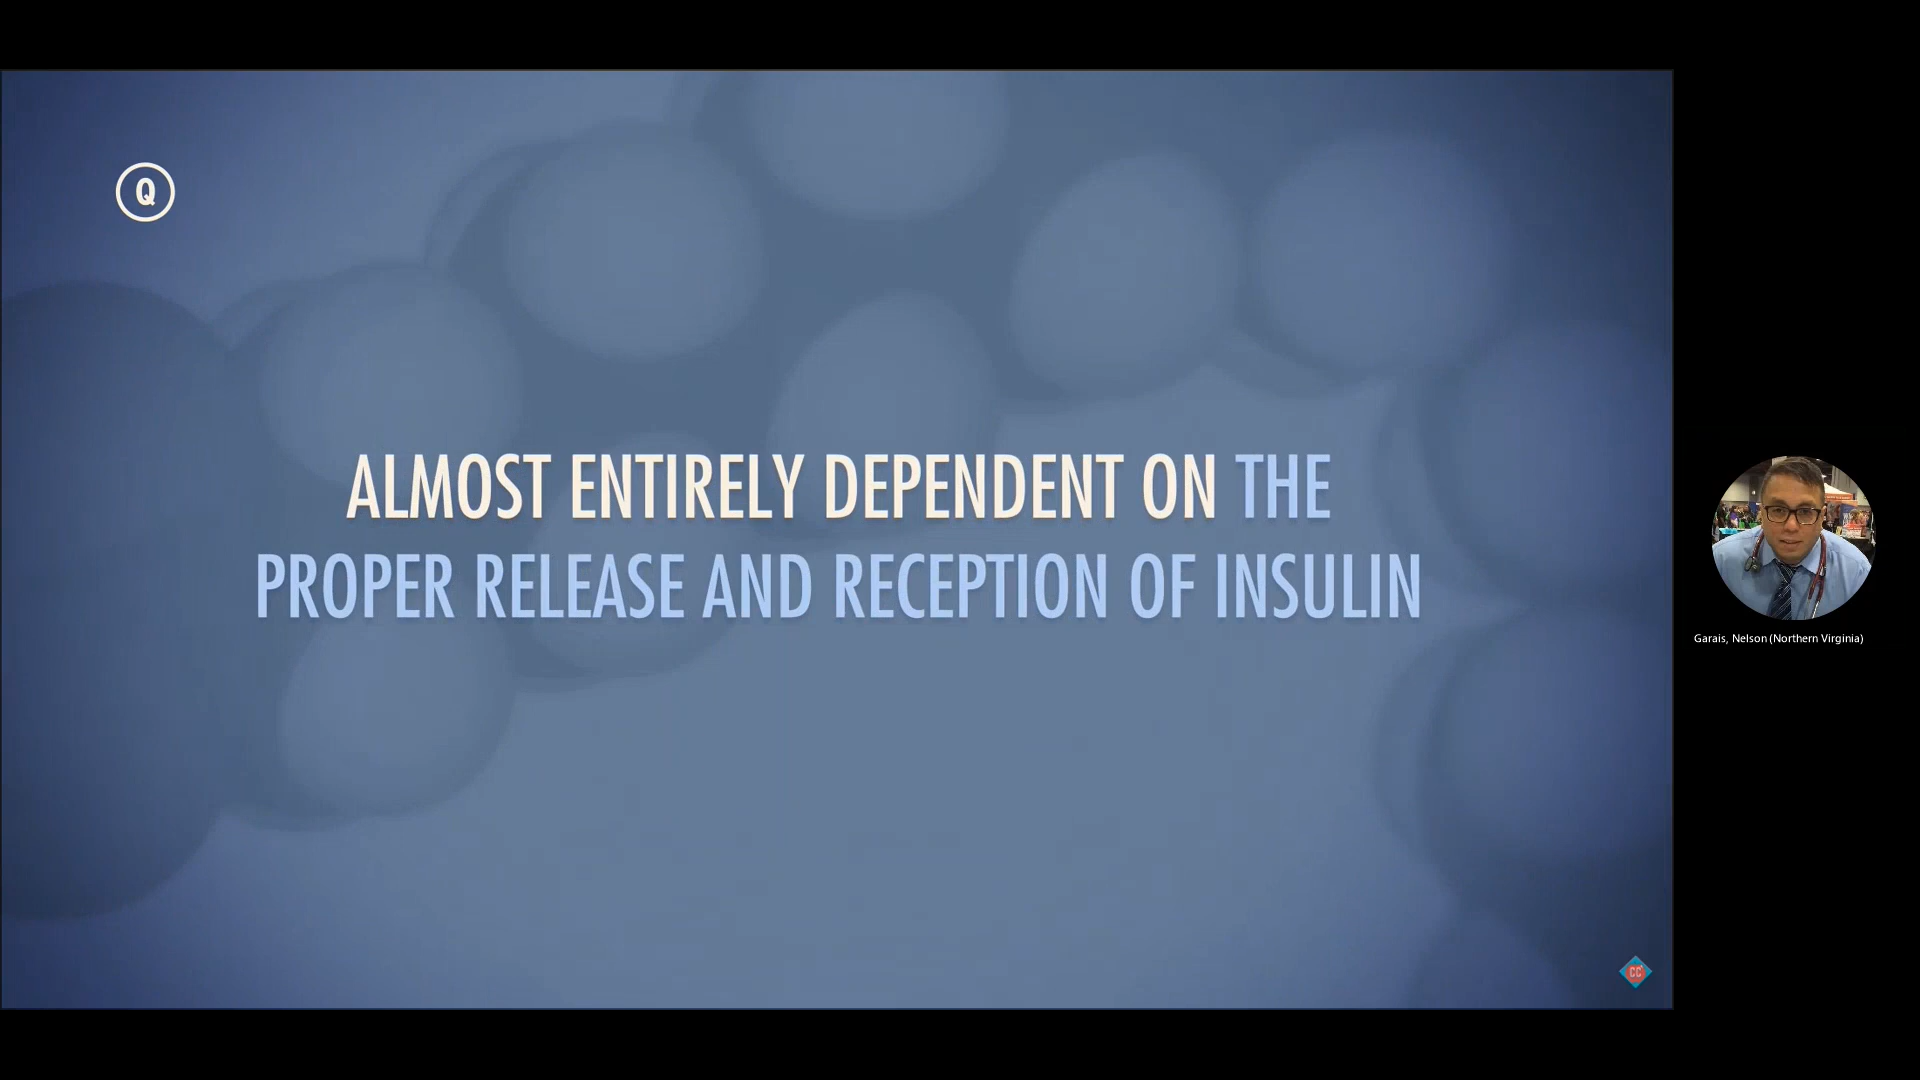 Q
ALMOST ENTIRELY DEPENDENT ON THE
PROPER RELEASE AND RECEPTION OF INSULIN
Garais, Nelson (Northern Virginia)
CC